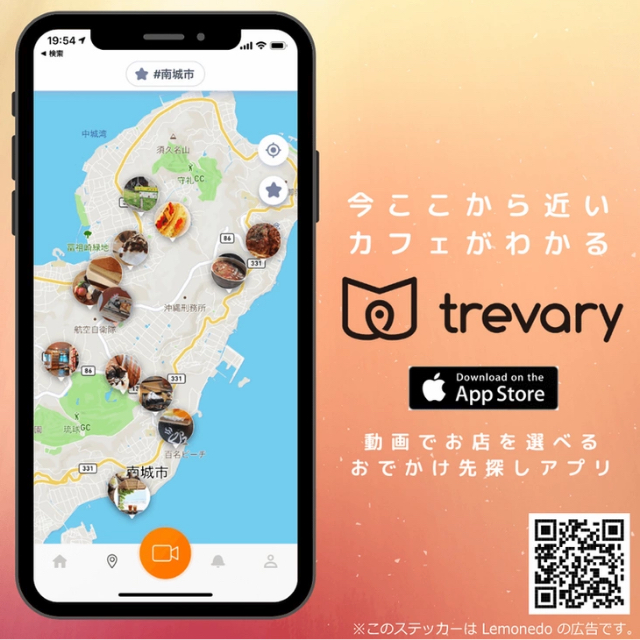 19:54
◀ 検索
#南城市
中城湾
須久名山
守礼CC
86
331
冨祖崎緑地
沖縄刑務所
航空自衛隊
86
331
琉球GC
園
百名ビーチ
331
南城市
今ここから近い
カフェがわかる
trevary
Download on the
App Store
動画でお店を選べる
おでかけ先探しアプリ
※このステッカーは Lemonedo の広告です。